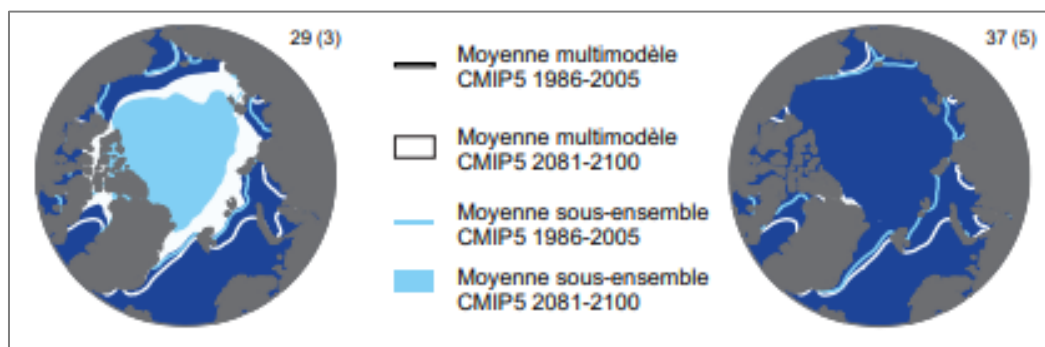 29 (3)
Moyenne multimodèle
CMIP5 1986-2005
Moyenne multimodèle
CMIP5 2081-2100
Moyenne sous-ensemble
CMIP5 1986-2005
Moyenne sous-ensemble
CMIP5 2081-2100
37 (5)